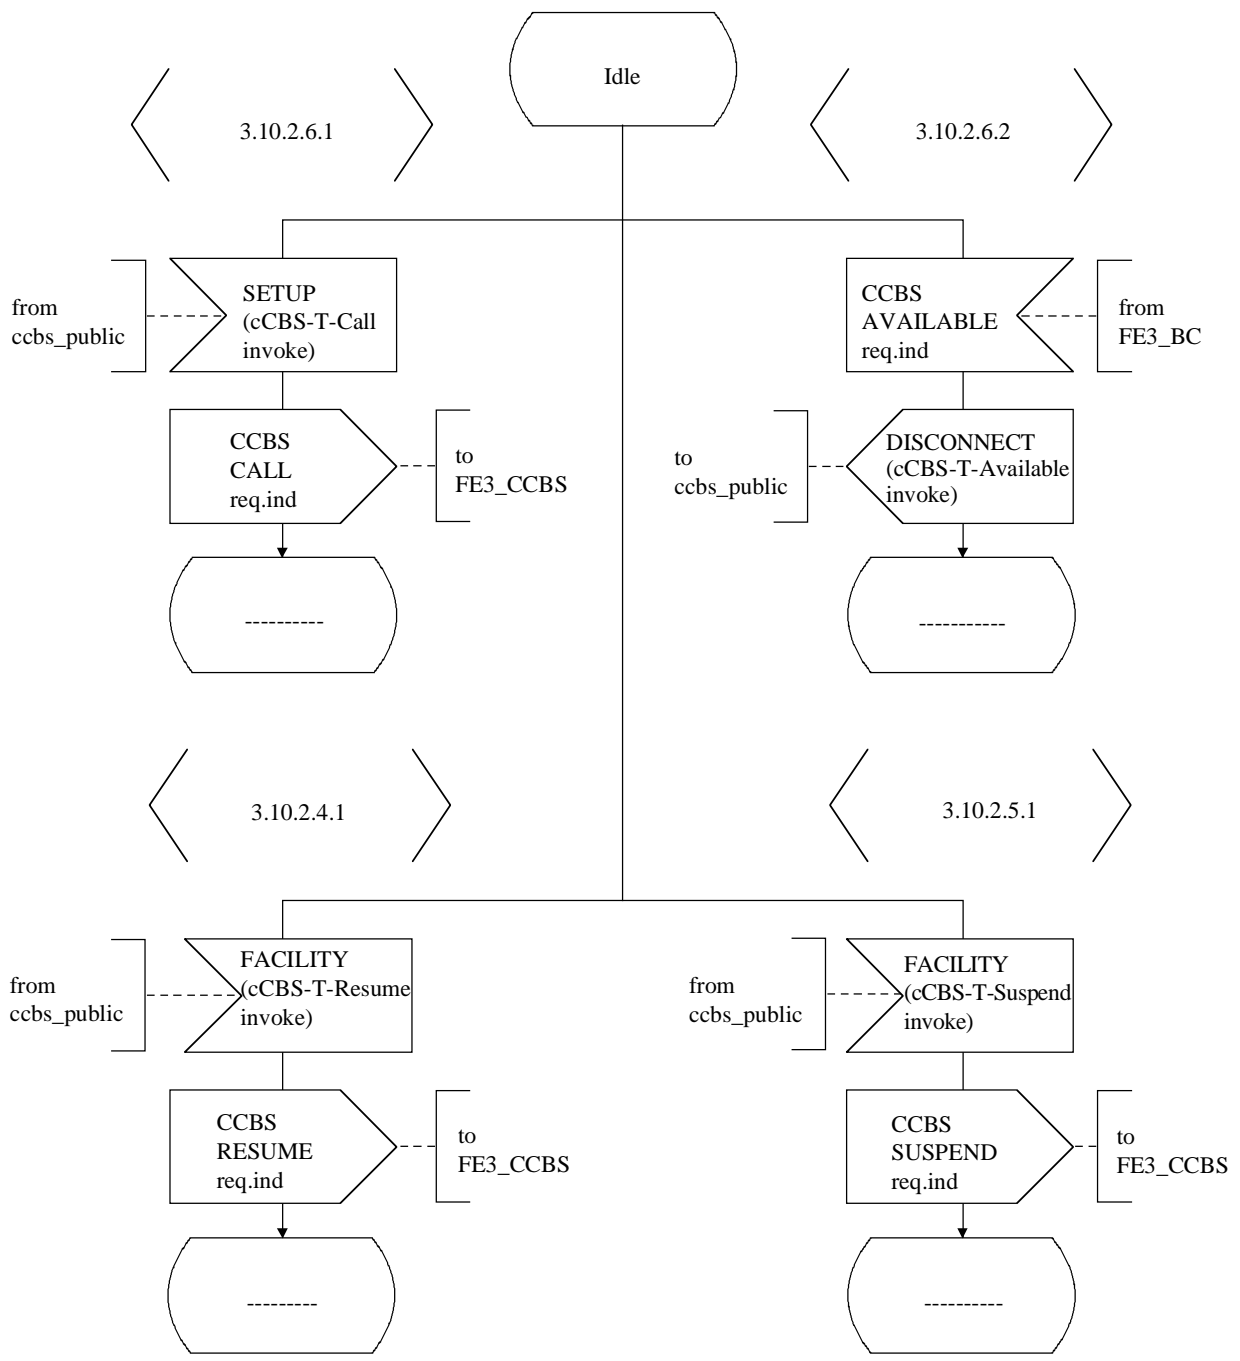 Idle
3.10.2.6.1
3.10.2.6.2
from
ccbs_public
SETUP
(cCBS-T-Call
invoke)
CCBS
AVAILABLE
req.ind
from
FE3_BC
CCBS
CALL
req.ind
to
FE3_CCBS
to
ccbs_public
DISCONNECT
(cCBS-T-Available
invoke)
----------
-----------
3.10.2.4.1
3.10.2.5.1
from
ccbs_public
FACILITY
(cCBS-T-Resume
invoke)
from
ccbs_public
FACILITY
(cCBS-T-Suspend
invoke)
CCBS
RESUME
req.ind
to
FE3_CCBS
CCBS
SUSPEND
req.ind
to
FE3_CCBS
---------
----------